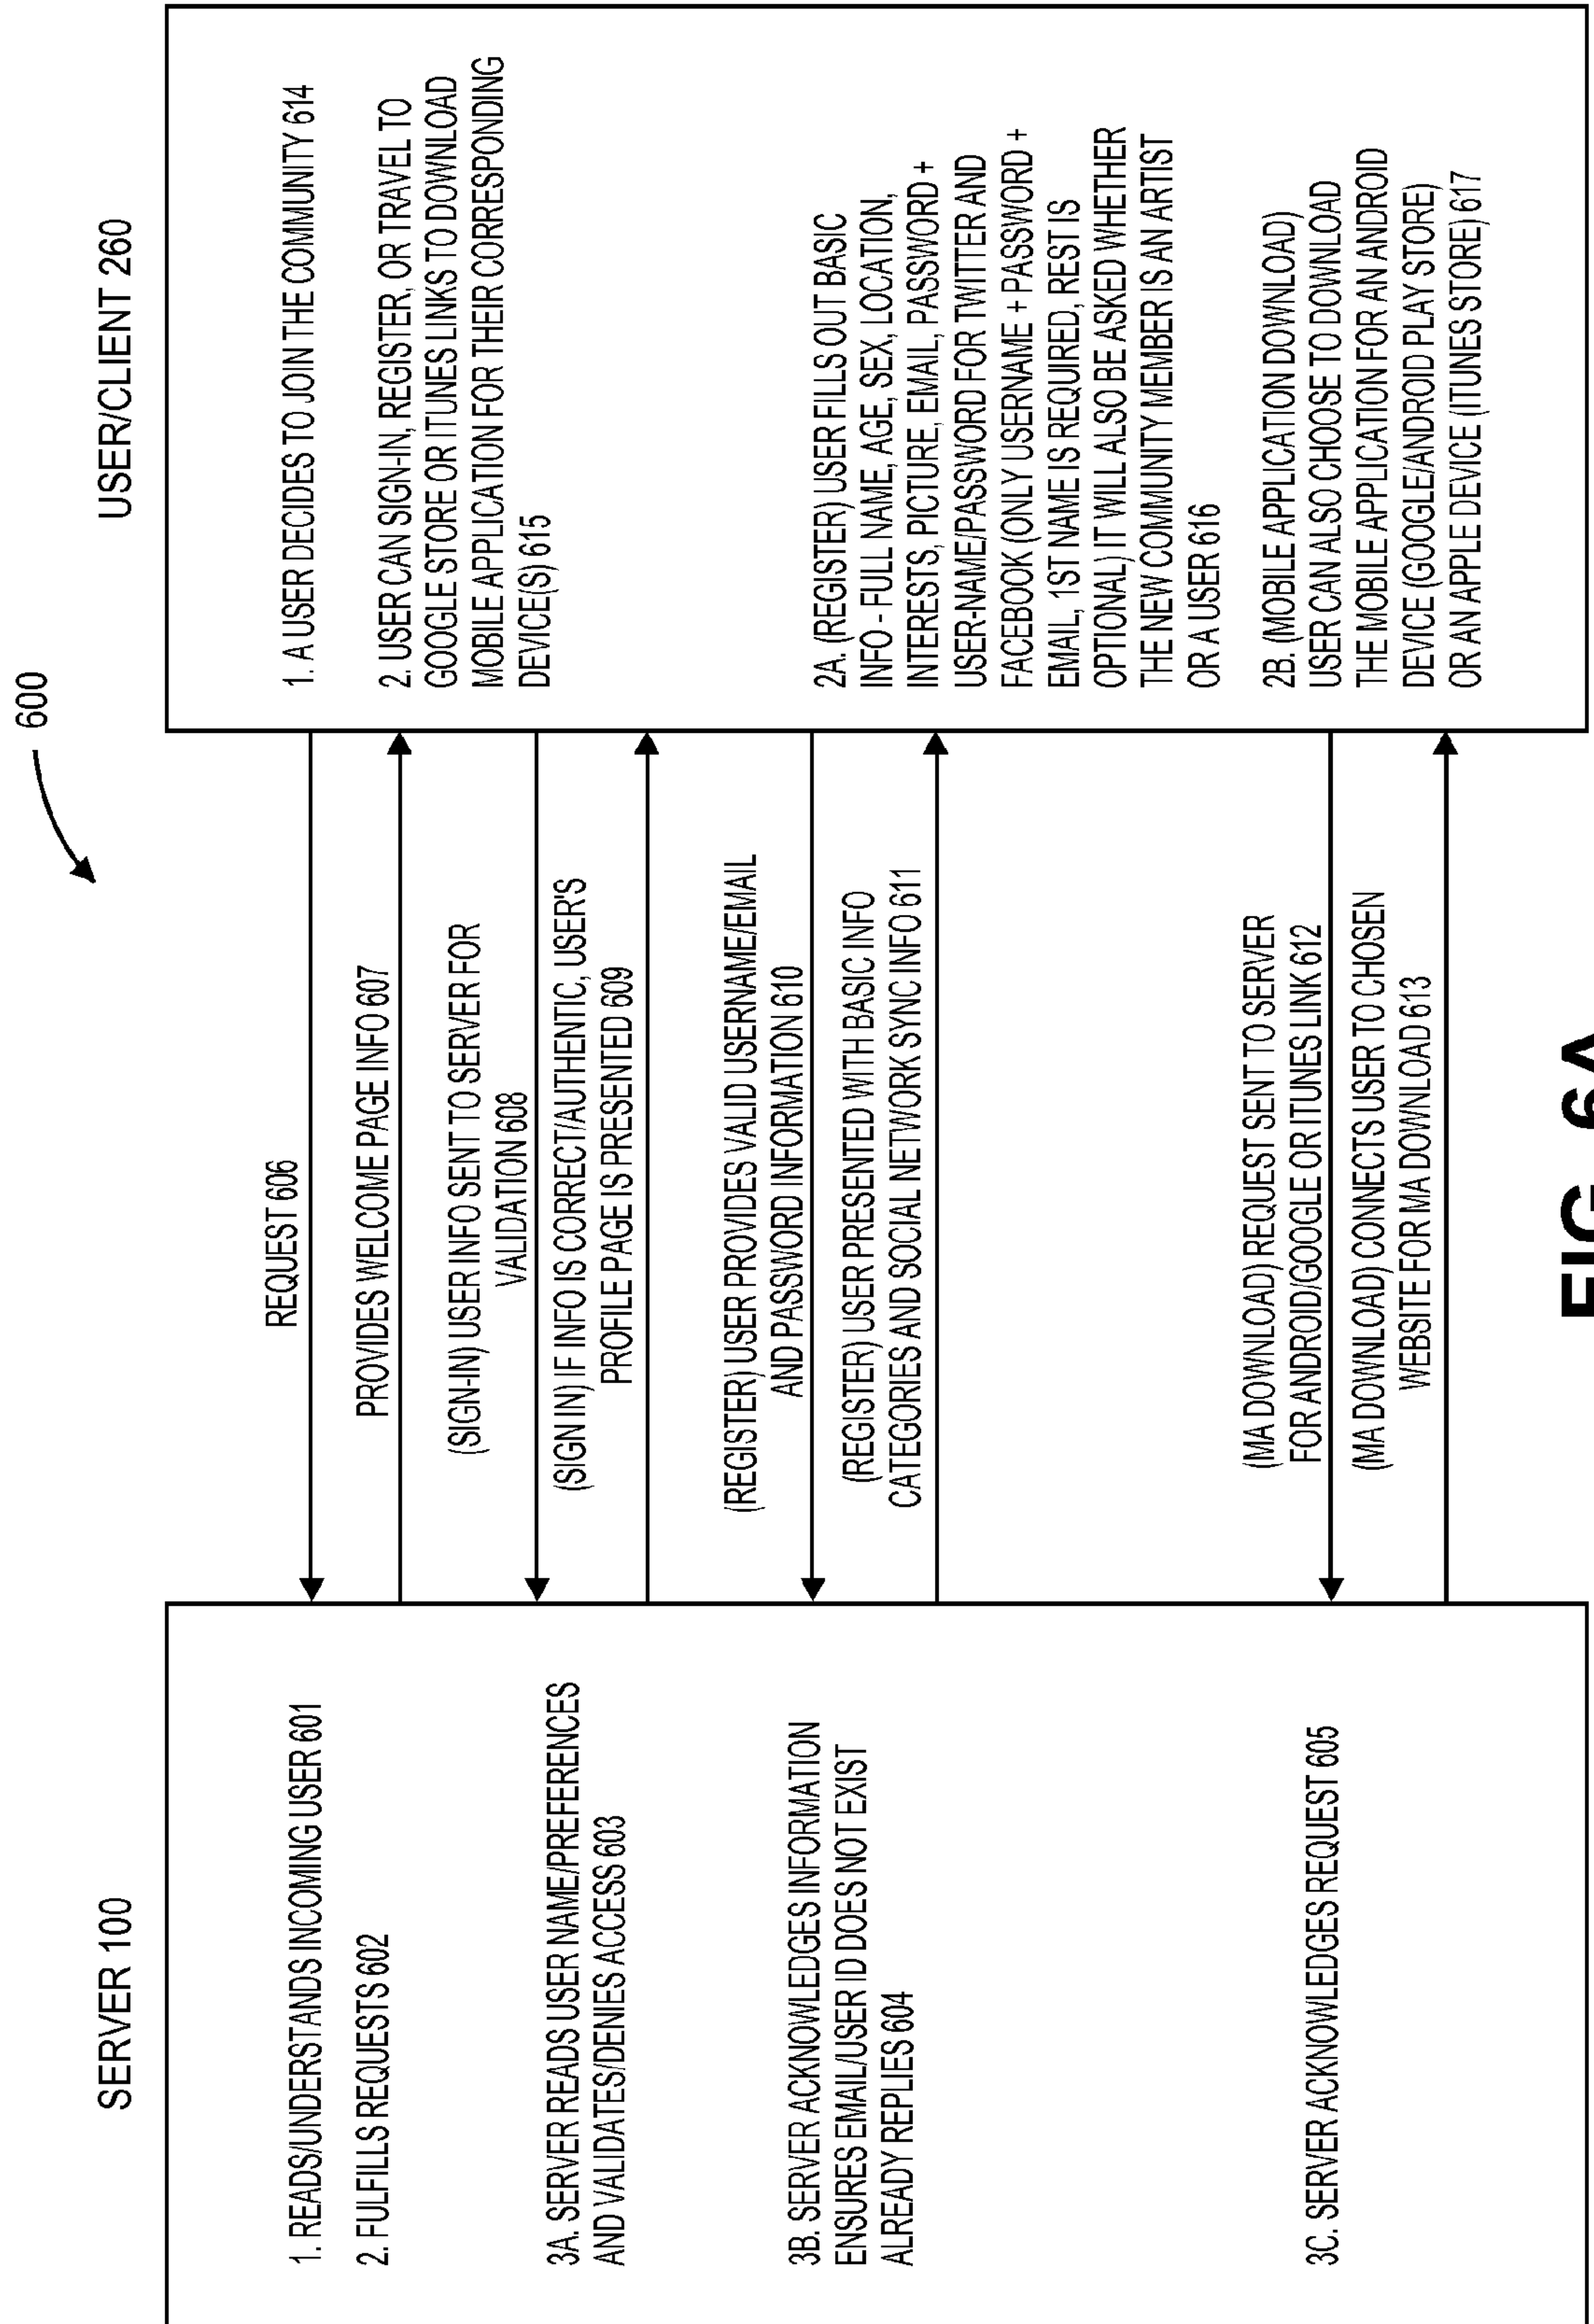 600
SERVER 100
USER/CLIENT 260
1. READS/UNDERSTANDS INCOMING USER 601
2. FULFILLS REQUESTS 602
3A. SERVER READS USER NAME/PREFERENCES
AND VALIDATES/DENIES ACCESS 603
3B. SERVER ACKNOWLEDGES INFORMATION
ENSURES EMAIL/USER ID DOES NOT EXIST
ALREADY REPLIES 604
3C. SERVER ACKNOWLEDGES REQUEST 605
REQUEST 606
PROVIDES WELCOME PAGE INFO 607
(SIGN-IN) USER INFO SENT TO SERVER FOR
VALIDATION 608
(SIGN IN) IF INFO IS CORRECT/AUTHENTIC, USER'S
PROFILE PAGE IS PRESENTED 609
(REGISTER) USER PROVIDES VALID USERNAME/EMAIL
AND PASSWORD INFORMATION 610
(REGISTER) USER PRESENTED WITH BASIC INFO
CATEGORIES AND SOCIAL NETWORK SYNC INFO 611
(MA DOWNLOAD) REQUEST SENT TO SERVER
FOR ANDROID/GOOGLE OR ITUNES LINK 612
(MA DOWNLOAD) CONNECTS USER TO CHOSEN
WEBSITE FOR MA DOWNLOAD 613
1. A USER DECIDES TO JOIN THE COMMUNITY 614
2. USER CAN SIGN-IN, REGISTER, OR TRAVEL TO
GOOGLE STORE OR ITUNES LINKS TO DOWNLOAD
MOBILE APPLICATION FOR THEIR CORRESPONDING
DEVICE(S) 615
2A. (REGISTER) USER FILLS OUT BASIC
INFO - FULL NAME, AGE, SEX, LOCATION,
INTERESTS, PICTURE, EMAIL, PASSWORD +
USER-NAME/PASSWORD FOR TWITTER AND
FACEBOOK (ONLY USERNAME + PASSWORD +
EMAIL, 1ST NAME IS REQUIRED, REST IS
OPTIONAL) IT WILL ALSO BE ASKED WHETHER
THE NEW COMMUNITY MEMBER IS AN ARTIST
OR A USER 616
2B. (MOBILE APPLICATION DOWNLOAD)
USER CAN ALSO CHOOSE TO DOWNLOAD
THE MOBILE APPLICATION FOR AN ANDROID
DEVICE (GOOGLE/ANDROID PLAY STORE)
OR AN APPLE DEVICE (ITUNES STORE) 617
FIG 6A